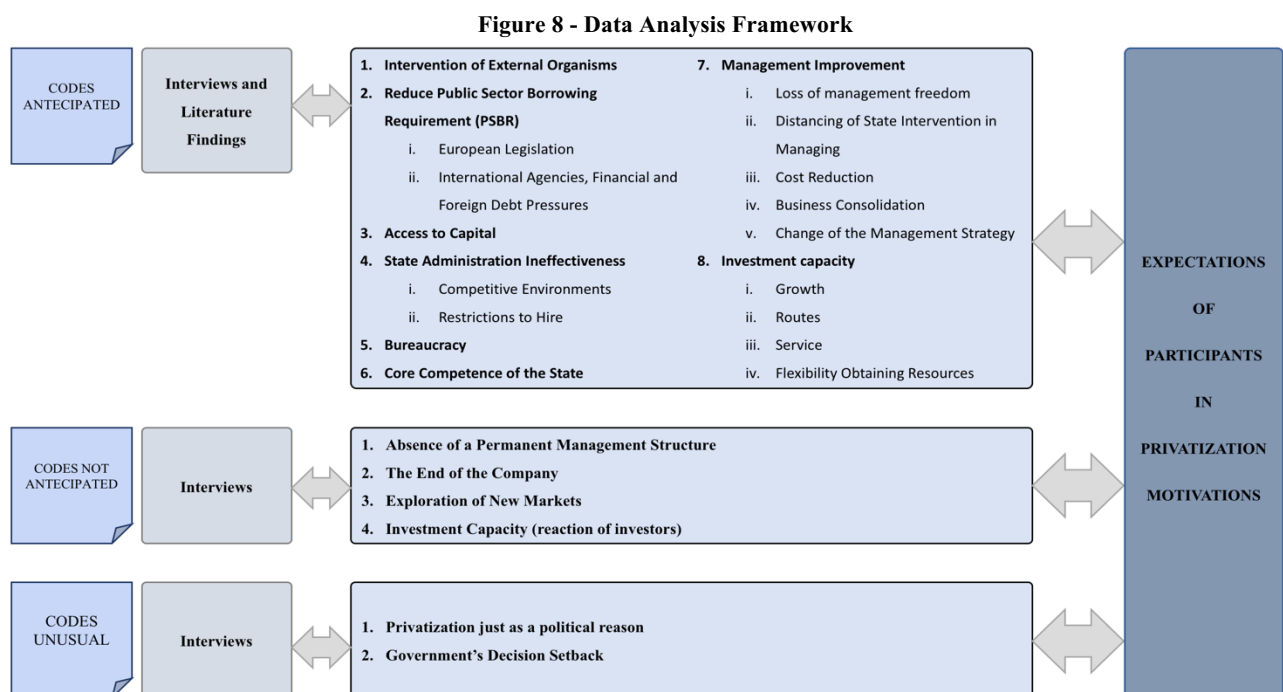 Figure 8 - Data Analysis Framework
CODES
ANTECIPATED
Interviews and
Literature
Findings
1. Intervention of External Organisms
2. Reduce Public Sector Borrowing
Requirement (PSBR)
i. European Legislation
ii. International Agencies, Financial and
Foreign Debt Pressures
3. Access to Capital
4. State Administration Ineffectiveness
i. Competitive Environments
ii. Restrictions to Hire
5. Bureaucracy
6. Core Competence of the State
7. Management Improvement
i. Loss of management freedom
ii. Distancing of State Intervention in
Managing
iii. Cost Reduction
iv. Business Consolidation
v. Change of the Management Strategy
8. Investment capacity
i. Growth
ii. Routes
iii. Service
iv. Flexibility Obtaining Resources
CODES NOT
ANTECIPATED
Interviews
1. Absence of a Permanent Management Structure
2. The End of the Company
3. Exploration of New Markets
4. Investment Capacity (reaction of investors)
CODES
UNUSUAL
Interviews
1. Privatization just as a political reason
2. Government’s Decision Setback
EXPECTATIONS
OF
PARTICIPANTS
IN
PRIVATIZATION
MOTIVATIONS